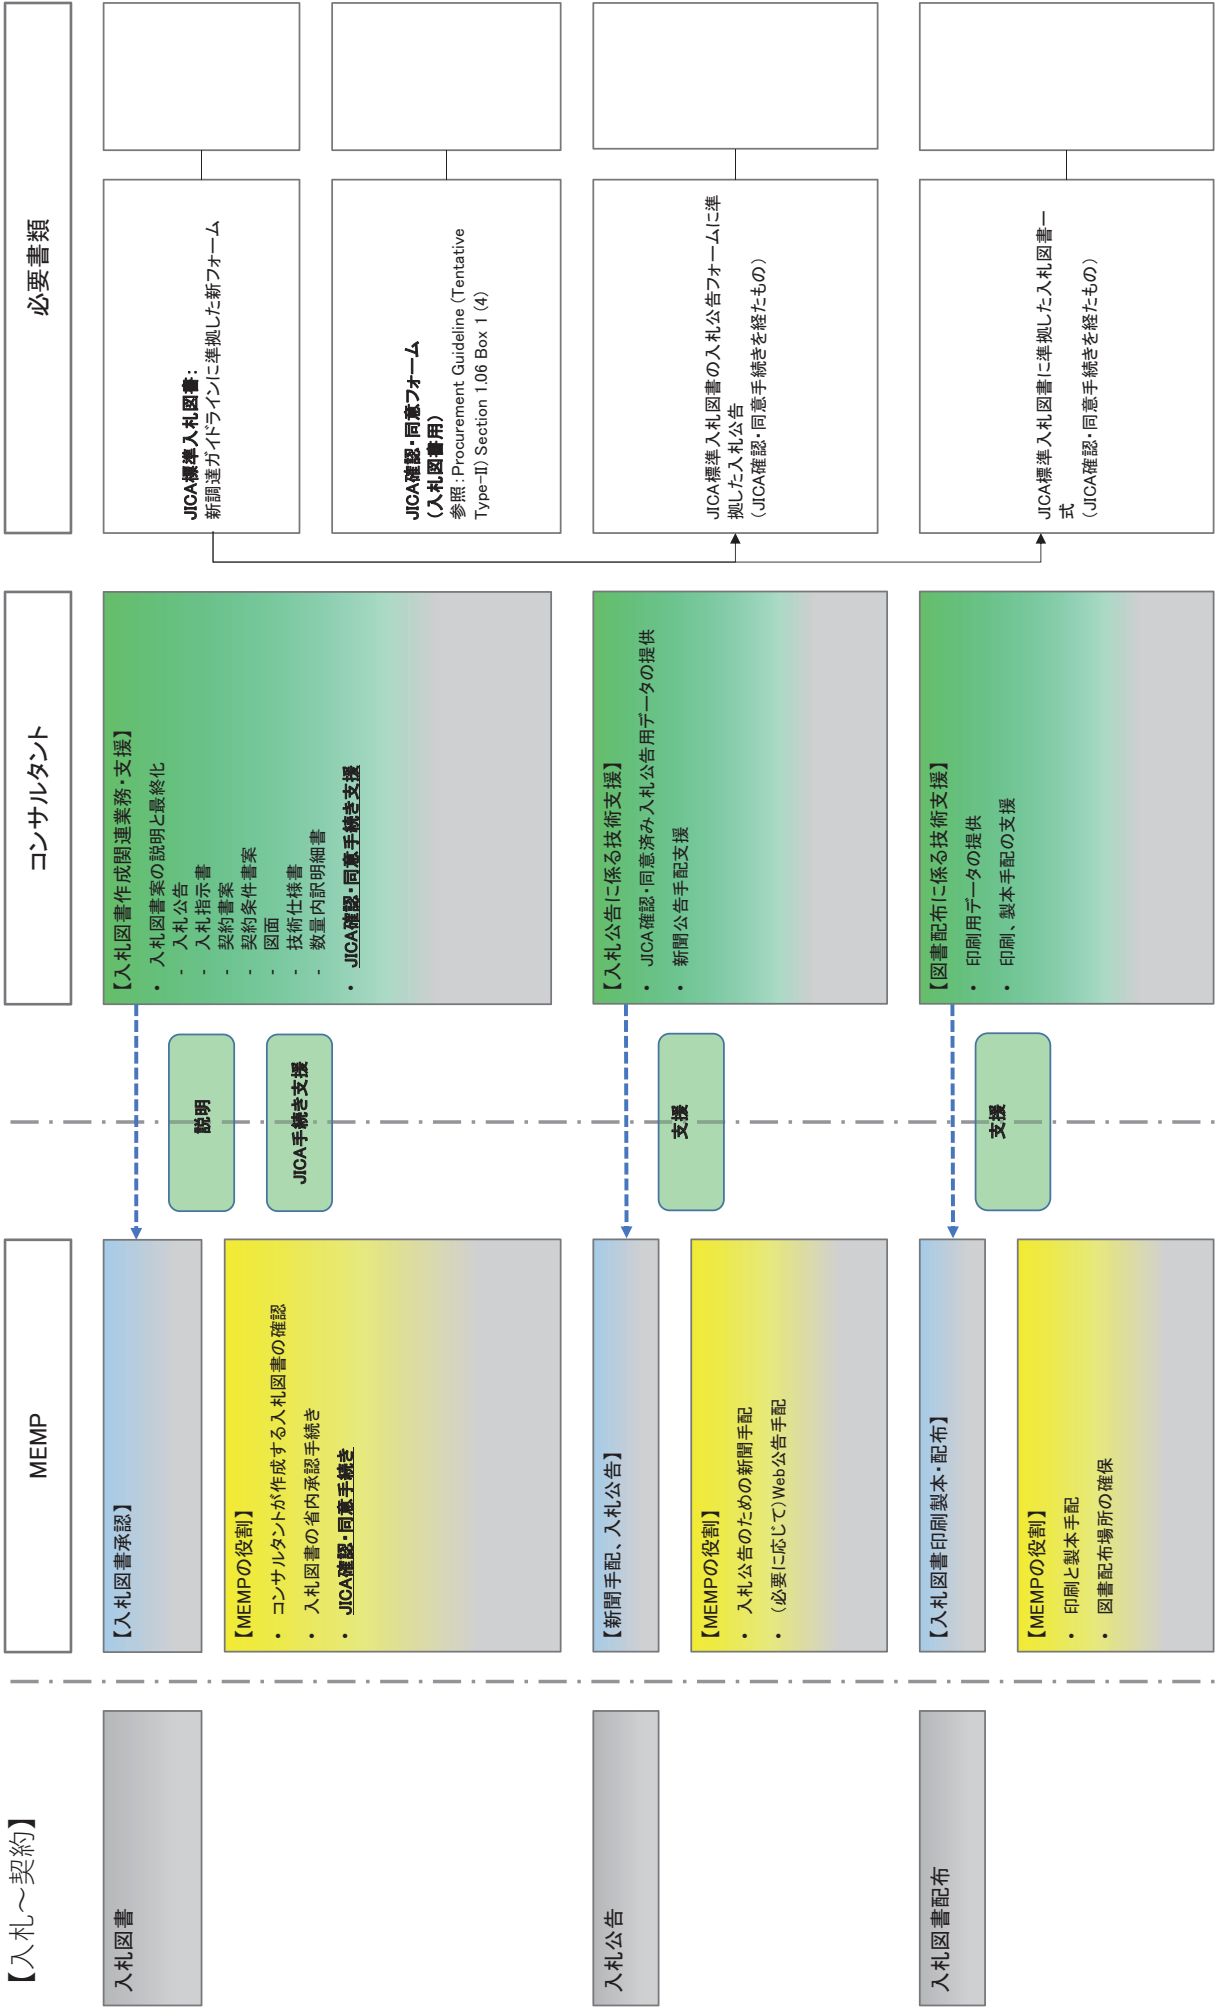 【入札～契約】
MEMP
コンサルタント
必要書類
入札図書
【入札図書承認】
【MEMPの役割】
• コンサルタントが作成する入札図書の確認
• 入札図書の省内承認手続き
• JICA確認・同意手続き
説明
JICA手続き支援
【入札図書作成関連業務・支援】
• 入札図書案の説明と最終化
- 入札公告
- 入札指示書
- 契約書案
- 契約条件書案
- 図面
- 技術仕様書
- 数量内訳明細書
• JICA確認・同意手続き支援
JICA標準入札図書：
新調達ガイドラインに準拠した新フォーム
JICA確認・同意フォーム
（入札図書用）
参照：Procurement Guideline (Tentative
Type-II) Section 1.06 Box 1 (4)
入札公告
【新聞手配、入札公告】
【MEMPの役割】
• 入札公告のための新聞手配
• （必要に応じて）Web公告手配
支援
【入札公告に係る技術支援】
• JICA確認・同意済み入札公告用データの提供
• 新聞公告手配支援
JICA標準入札図書の入札公告フォームに準
拠した入札公告
（JICA確認・同意手続きを経たもの）
入札図書配布
【入札図書印刷製本・配布】
【MEMPの役割】
• 印刷と製本手配
• 図書配布場所の確保
支援
【図書配布に係る技術支援】
• 印刷用データの提供
• 印刷、製本手配の支援
JICA標準入札図書に準拠した入札図書一
式
（JICA確認・同意手続きを経たもの）